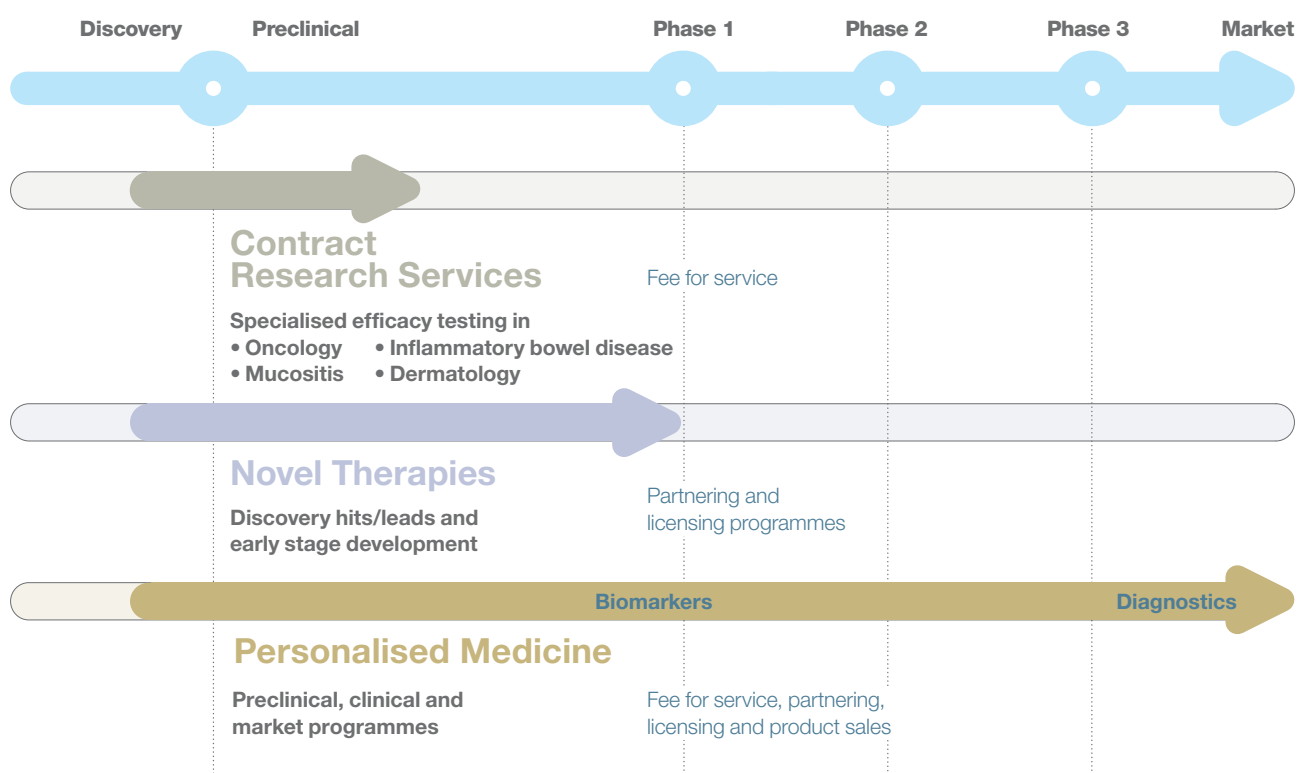 Discovery Preclinical Phase 1 Phase 2 Phase 3 Market
Contract
Research Services
Fee for service
Specialised efficacy testing in
• Oncology • Inflammatory bowel disease
• Mucositis • Dermatology
Novel Therapies
Discovery hits/leads and
early stage development
Partnering and
licensing programmes
Biomarkers Diagnostics
Personalised Medicine
Preclinical, clinical and
market programmes
Fee for service, partnering,
licensing and product sales